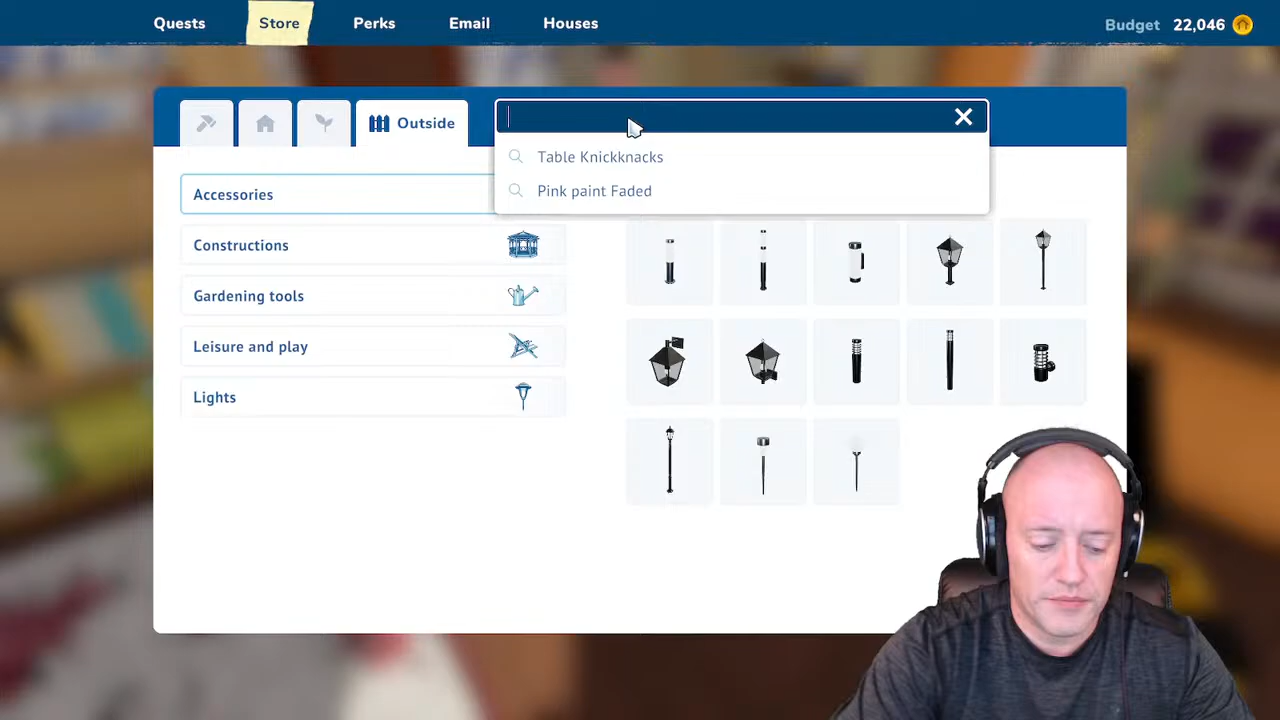 Quests
Store
Perks
Email
Houses
Budget 22,046
Outside
Table Knickknacks
Pink paint Faded
Accessories
Constructions
Gardening tools
Leisure and play
Lights